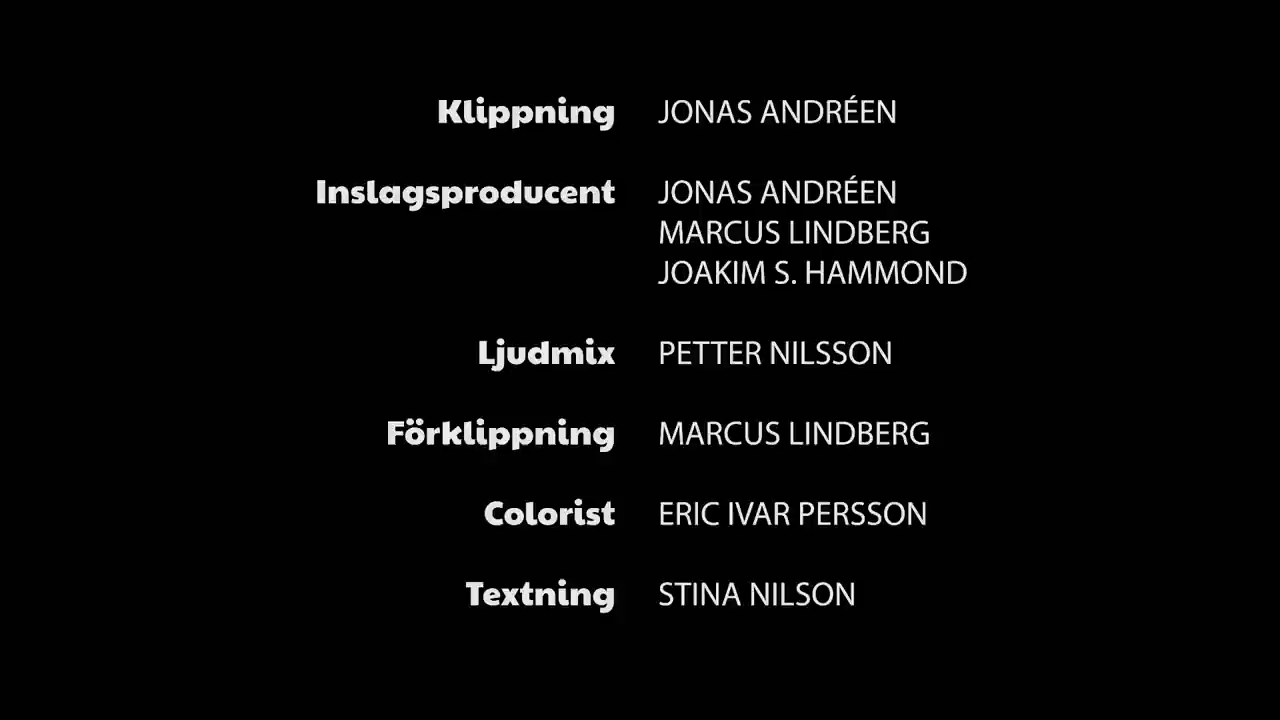 Klippning JONAS ANDRÉEN
Inslagsproducent JONAS ANDRÉEN
MARCUS LINDBERG
JOAKIM S. HAMMOND
Ljudmix PETTER NILSSON
Förklippning MARCUS LINDBERG
Colorist ERIC IVAR PERSSON
Textning STINA NILSON